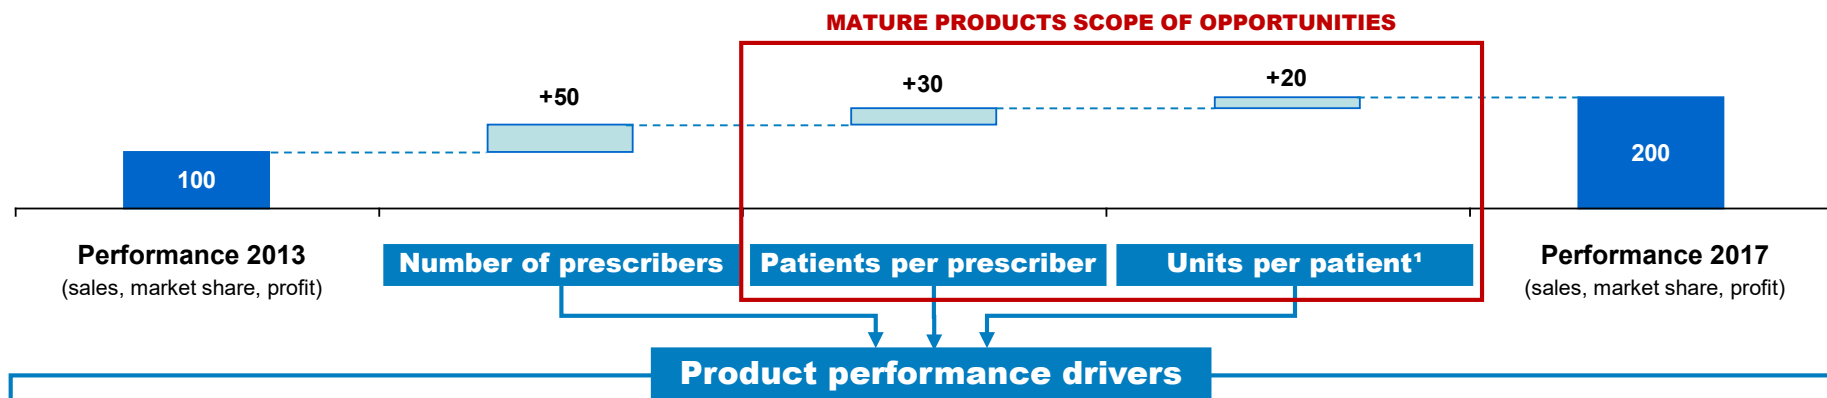 MATURE PRODUCTS SCOPE OF OPPORTUNITIES
+50
+30
+20
100
200
Performance 2013
(sales, market share, profit)
Number of prescribers
Patients per prescriber
Units per patient¹
Performance 2017
(sales, market share, profit)
Product performance drivers